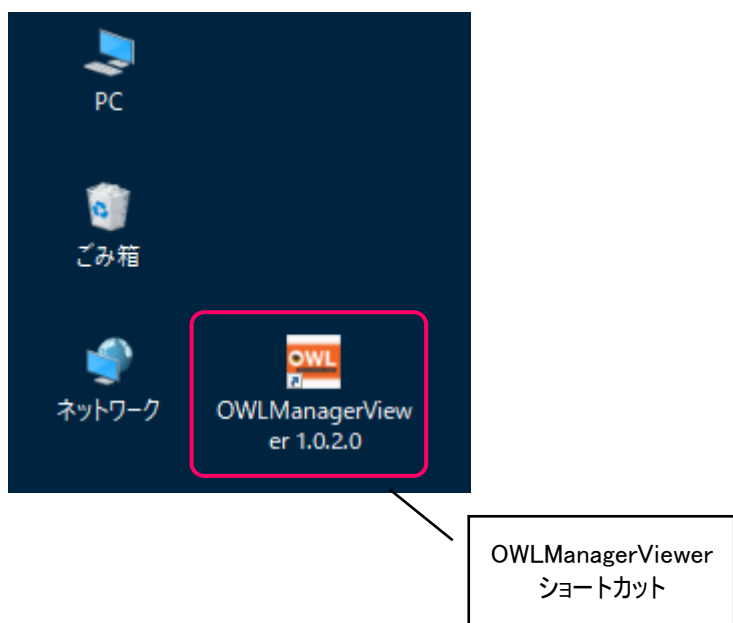 PC
ごみ箱
ネットワーク
OWL
OWLManagerView
er 1.0.2.0
OWLManagerViewer
ショートカット